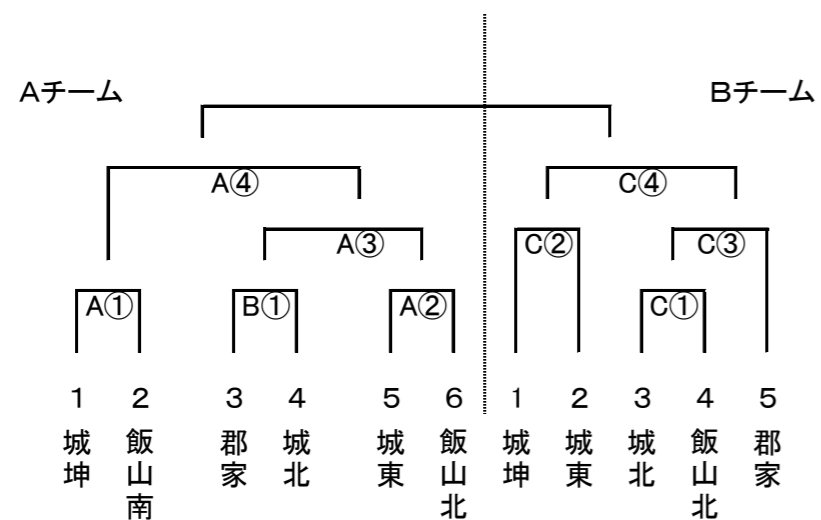 Aチーム
Bチーム
A④
C④
A③
C②
C③
A①
B①
A②
C①
1 2 3 4 5 6 1 2 3 4 5
城坤
飯山南
郡家
城北
城東
飯山北
城坤
城東
城北
飯山北
郡家